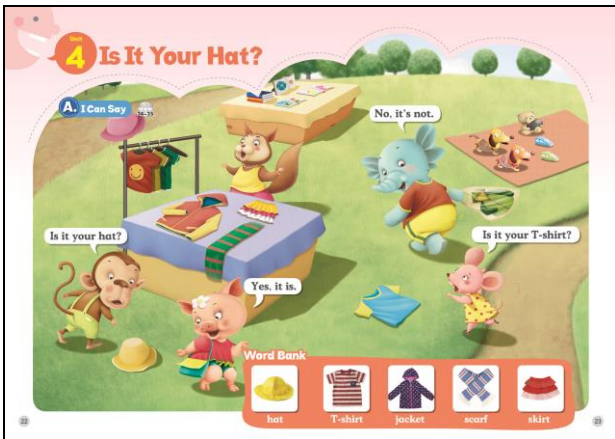 Unit
4 Is It Your Hat?
A. I Can Say
No, it's not.
Is it your hat?
Is it your T-shirt?
Yes, it is.
Word Bank
hat T-shirt jacket scarf skirt
22
23